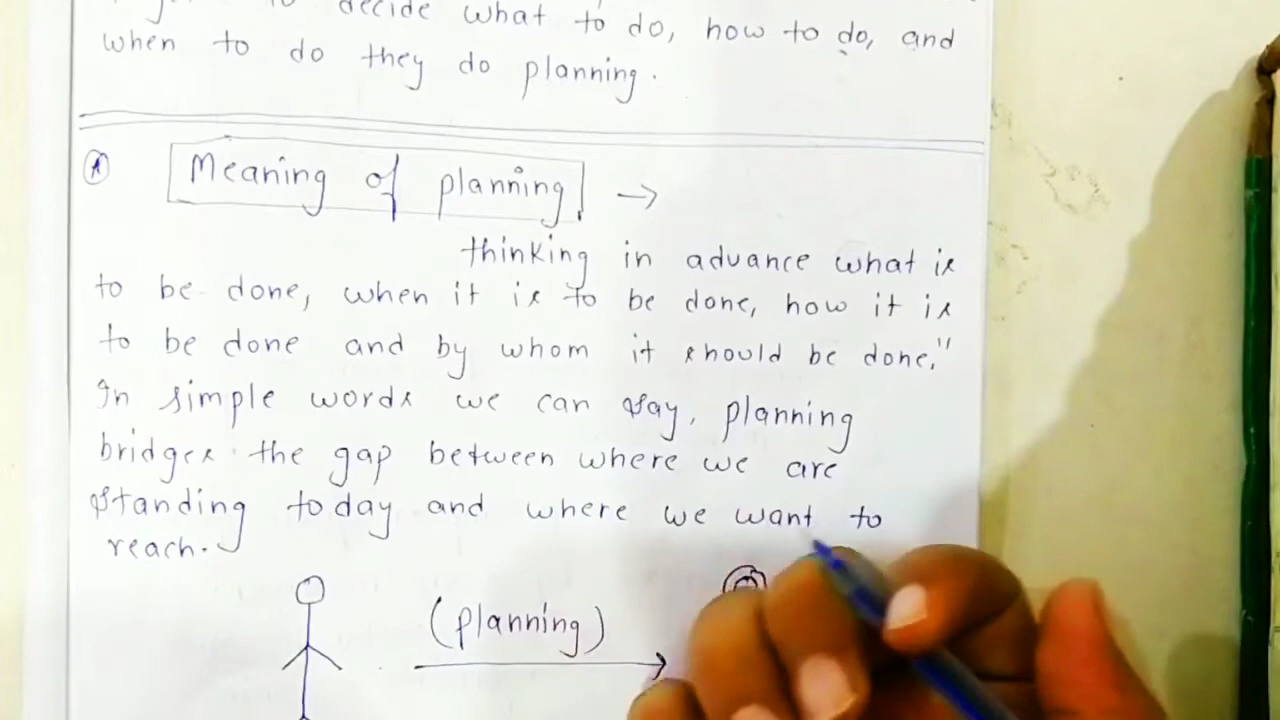 to decide what to do, how to do, and
when to do they do planning.
Meaning of planning →
thinking in advance what is
to be done, when it is to be done, how it is
to be done and by whom it should be done."
In simple words we can say, planning
bridges the gap between where we are
standing today and where we want to
reach.
(planning)